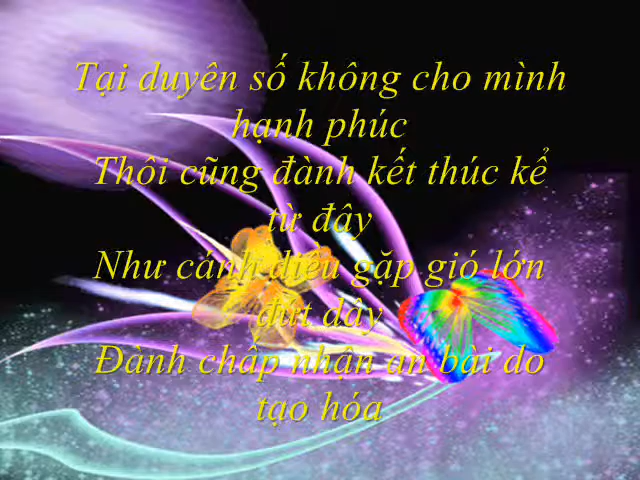 Tại duyên số không cho mình
hạnh phúc
Thôi cũng đành kết thúc kể
từ đây
Như cánh diều gặp gió lớn
đứt dây
Đành chấp nhận an bài do
tạo hóa